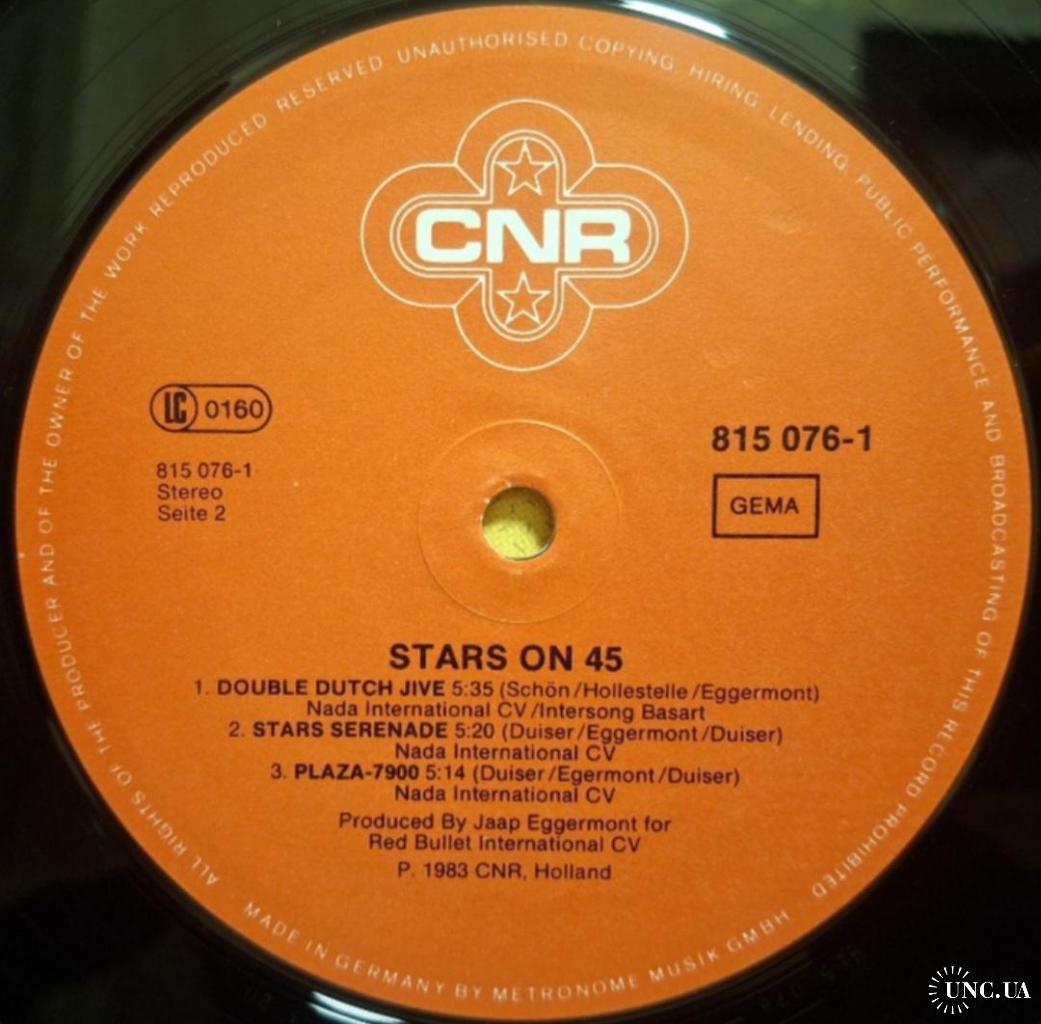 ALL RIGHTS OF THE PRODUCER AND OF THE OWNER OF THE WORK REPRODUCED RESERVED UNAUTHORISED COPYING, HIRING, LENDING, PUBLIC PERFORMANCE AND BROADCASTING OF THIS RECORD PROHIBITED
CNR
LC 0160
815 076-1
Stereo
Seite 2
815 076-1
GEMA
STARS ON 45
1. DOUBLE DUTCH JIVE 5:35 (Schön/Hollestelle/Eggermont)
Nada International CV/Intersong Basart
2. STARS SERENADE 5:20 (Duiser/Eggermont/Duiser)
Nada International CV
3. PLAZA-7900 5:14 (Duiser/Egermont/Duiser)
Nada International CV
Produced By Jaap Eggermont for
Red Bullet International CV
P. 1983 CNR, Holland
MADE IN GERMANY BY METRONOME MUSIK GMBH ·
UNC.UA